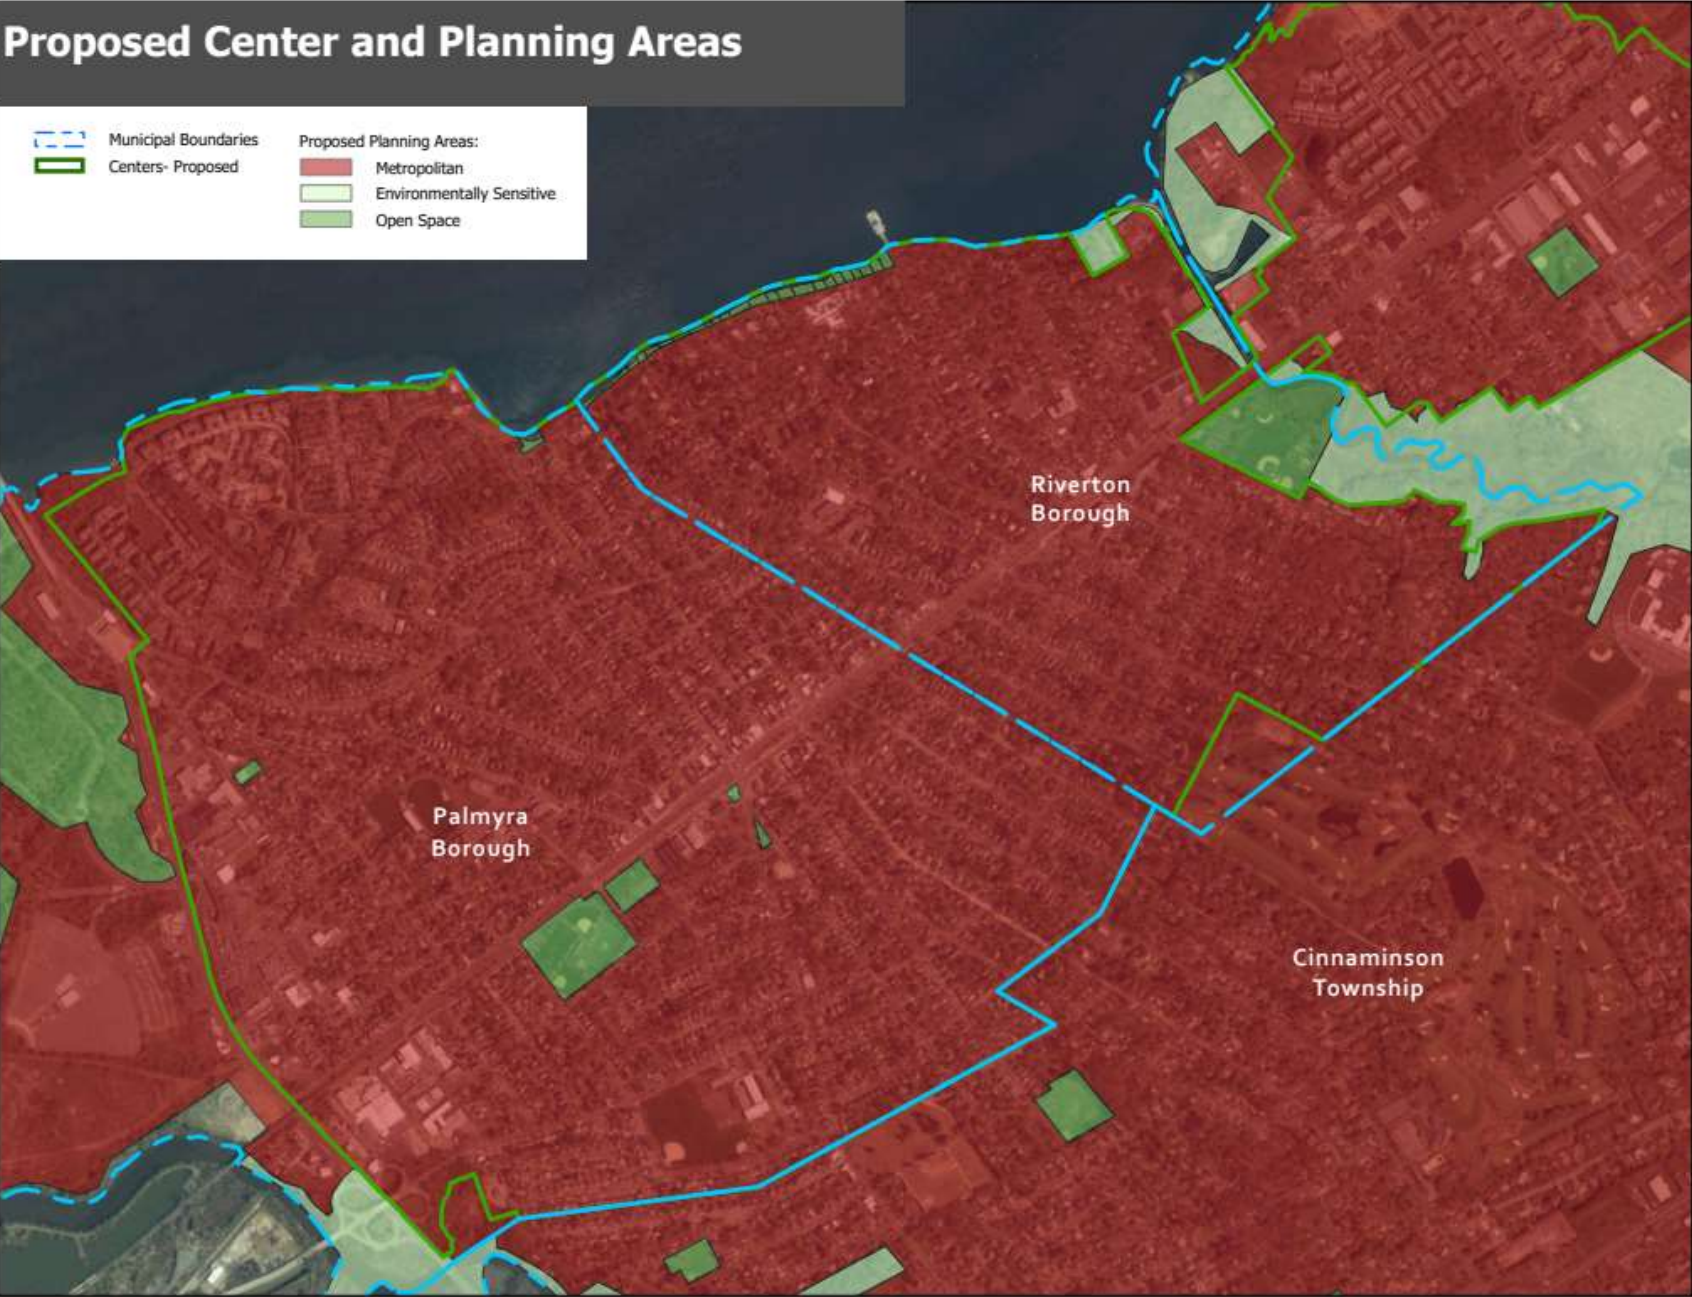 Proposed Center and Planning Areas
Municipal Boundaries
Centers- Proposed
Proposed Planning Areas:
Metropolitan
Environmentally Sensitive
Open Space
Riverton
Borough
Palmyra
Borough
Cinnaminson
Township